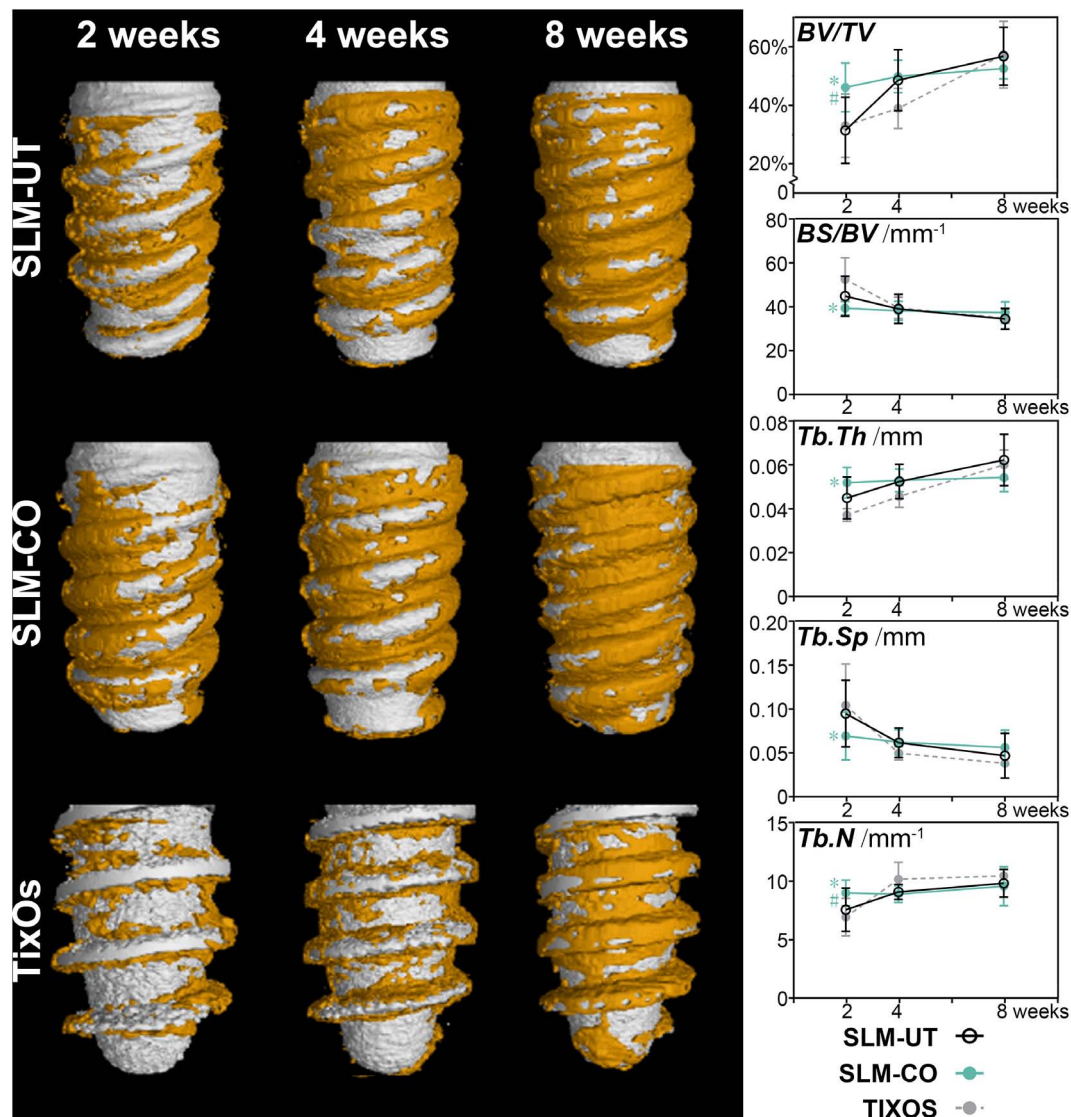 2 weeks 4 weeks 8 weeks
SLM-UT
SLM-CO
TixOs
BV/TV
60%
40%
20%
0
*
#
2 4 8 weeks
BS/BV /mm⁻¹
80
60
40
20
0
*
2 4 8 weeks
Tb.Th /mm
0.08
0.06
0.04
0.02
0
*
2 4 8 weeks
Tb.Sp /mm
0.20
0.15
0.10
0.05
0
*
2 4 8 weeks
Tb.N /mm⁻¹
15
10
5
0
*
#
2 4 8 weeks
SLM-UT
SLM-CO
TIXOS